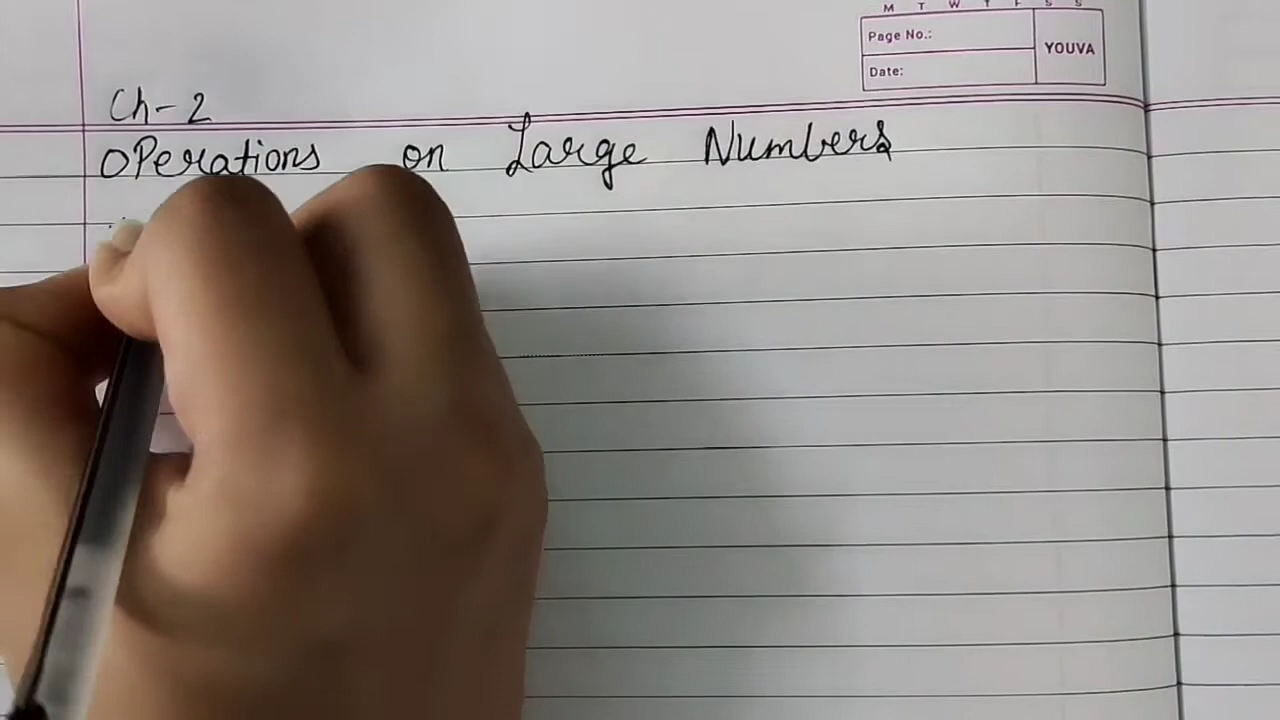 M T W T F S S
Page No.:
YOUVA
Date:
Ch-2
Operations on Large Numbers